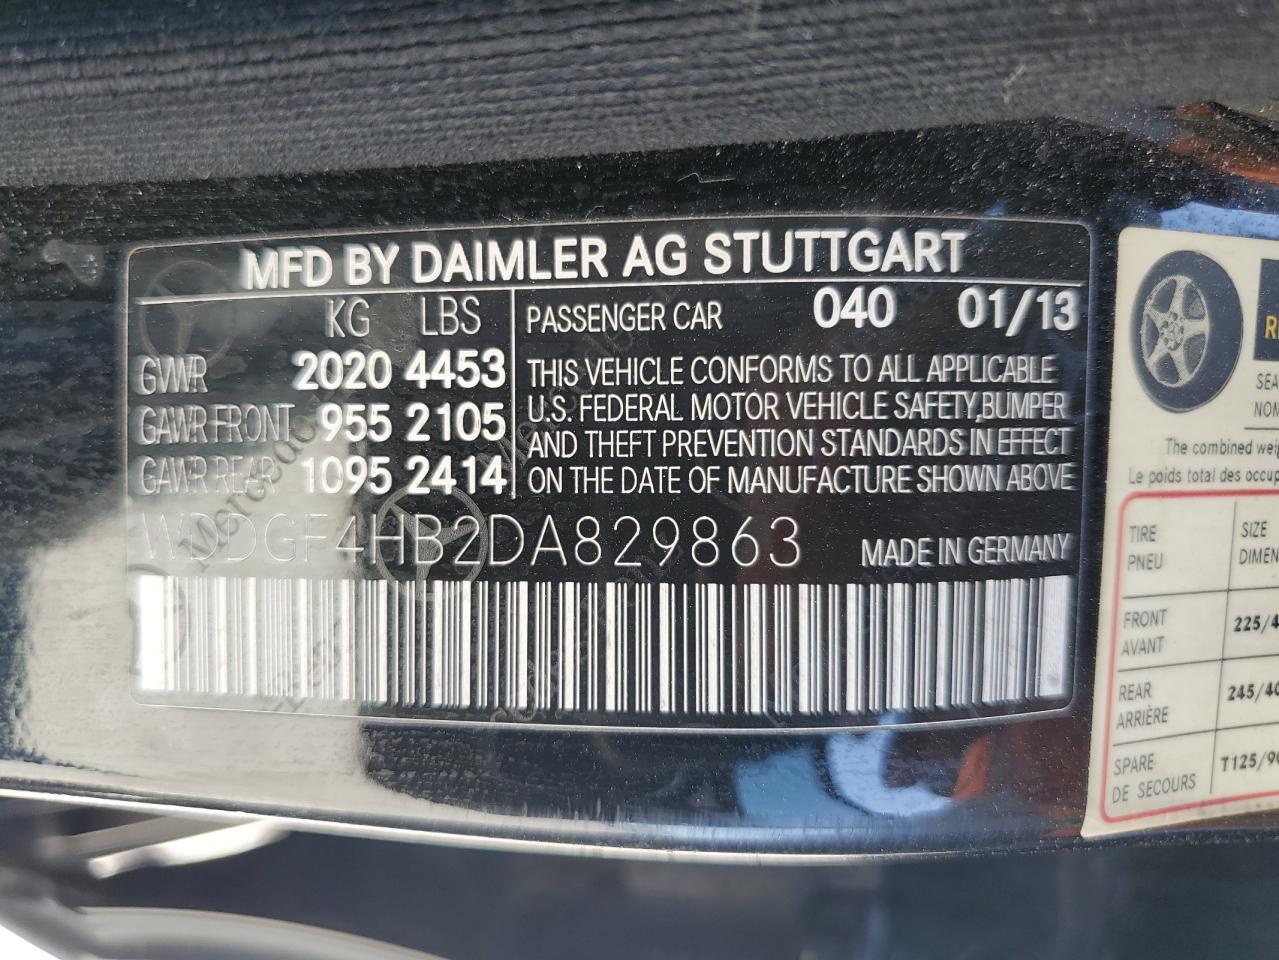 MFD BY DAIMLER AG STUTTGART
KG LBS
GVWR 2020 4453
GAWR FRONT 955 2105
GAWR REAR 1095 2414
PASSENGER CAR 040 01/13
THIS VEHICLE CONFORMS TO ALL APPLICABLE
U.S. FEDERAL MOTOR VEHICLE SAFETY, BUMPER
AND THEFT PREVENTION STANDARDS IN EFFECT
ON THE DATE OF MANUFACTURE SHOWN ABOVE
WDDGF4HB2DA829863 MADE IN GERMANY
The combined
Le poids total des
TIRE SIZE
PNEU
FRONT 225/4
AVANT
REAR 245/40
ARRIÈRE
SPARE T125/9
DE SECOURS